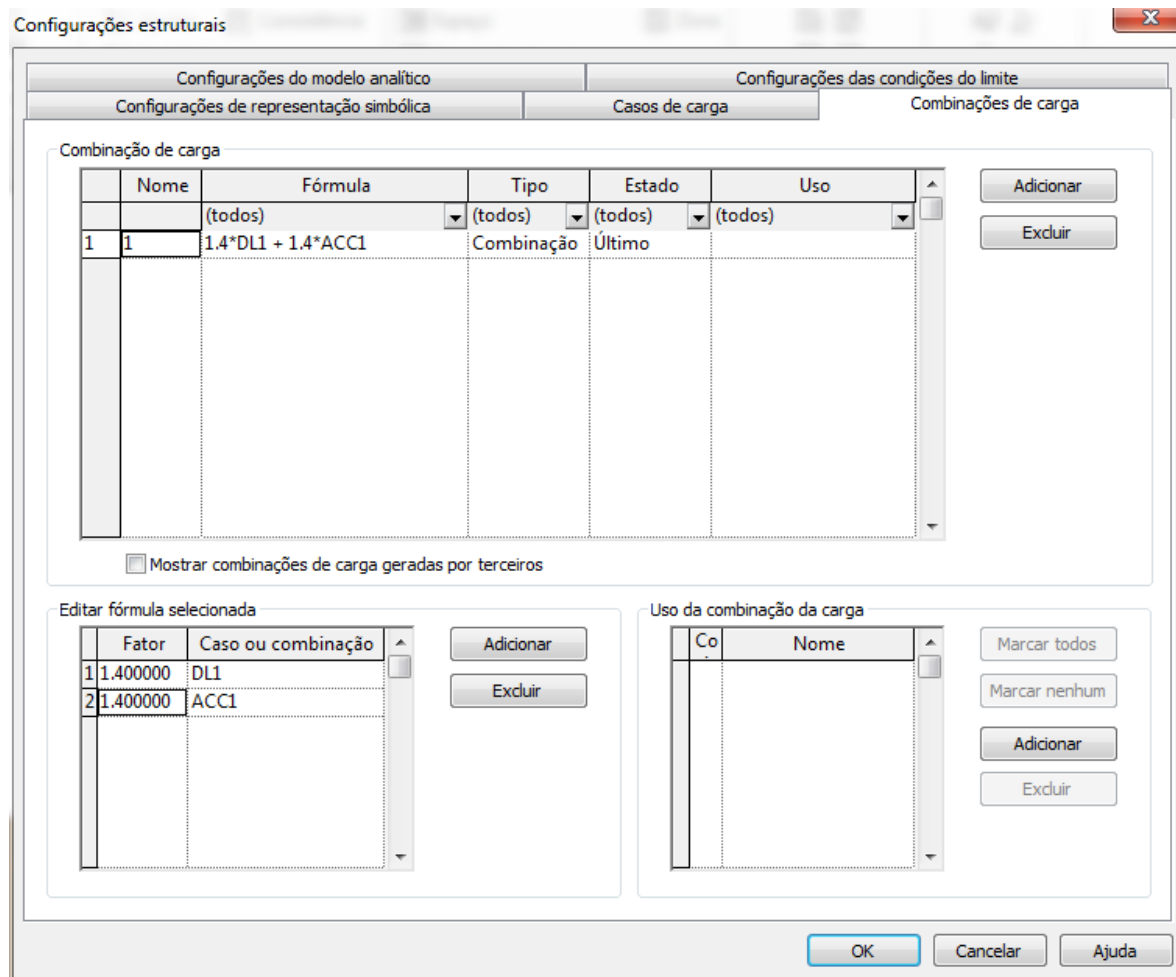 Configurações estruturais
Configurações do modelo analítico
Configurações das condições do limite
Configurações de representação simbólica
Casos de carga
Combinações de carga
Combinação de carga
Nome Fórmula Tipo Estado Uso
(todos) (todos) (todos) (todos)
1 1 1.4*DL1 + 1.4*ACC1 Combinação Último
Adicionar
Excluir
Mostrar combinações de carga geradas por terceiros
Editar fórmula selecionada
Fator Caso ou combinação
1 1.400000 DL1
2 1.400000 ACC1
Adicionar
Excluir
Uso da combinação da carga
Co Nome
Marcar todos
Marcar nenhum
Adicionar
Excluir
OK Cancelar Ajuda